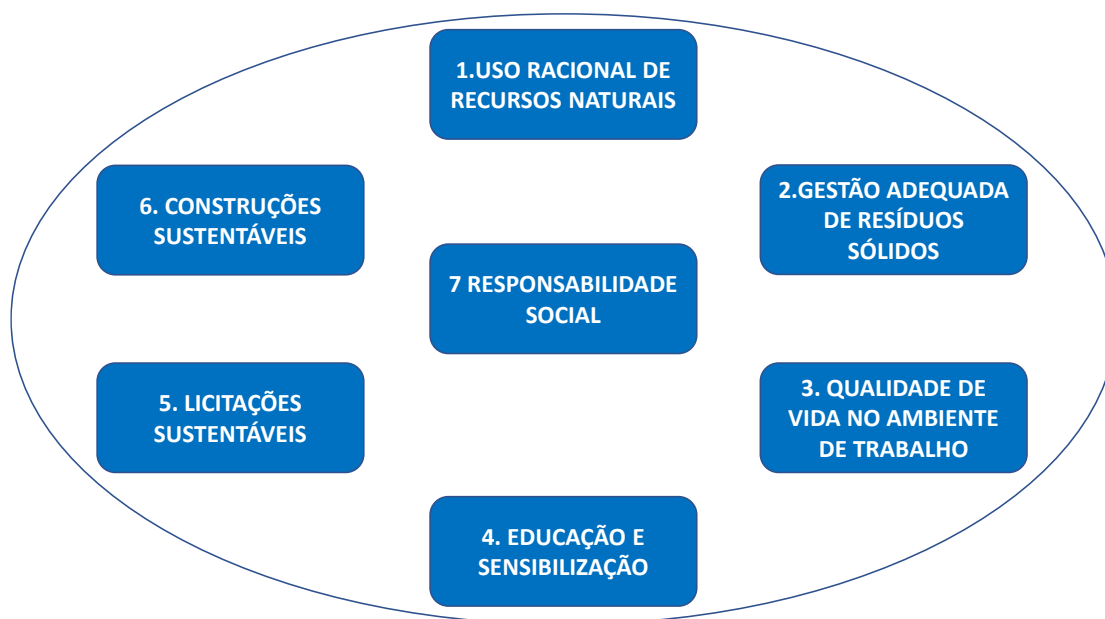 1.USO RACIONAL DE
RECURSOS NATURAIS
2.GESTÃO ADEQUADA
DE RESÍDUOS
SÓLIDOS
3. QUALIDADE DE
VIDA NO AMBIENTE
DE TRABALHO
4. EDUCAÇÃO E
SENSIBILIZAÇÃO
5. LICITAÇÕES
SUSTENTÁVEIS
6. CONSTRUÇÕES
SUSTENTÁVEIS
7 RESPONSABILIDADE
SOCIAL